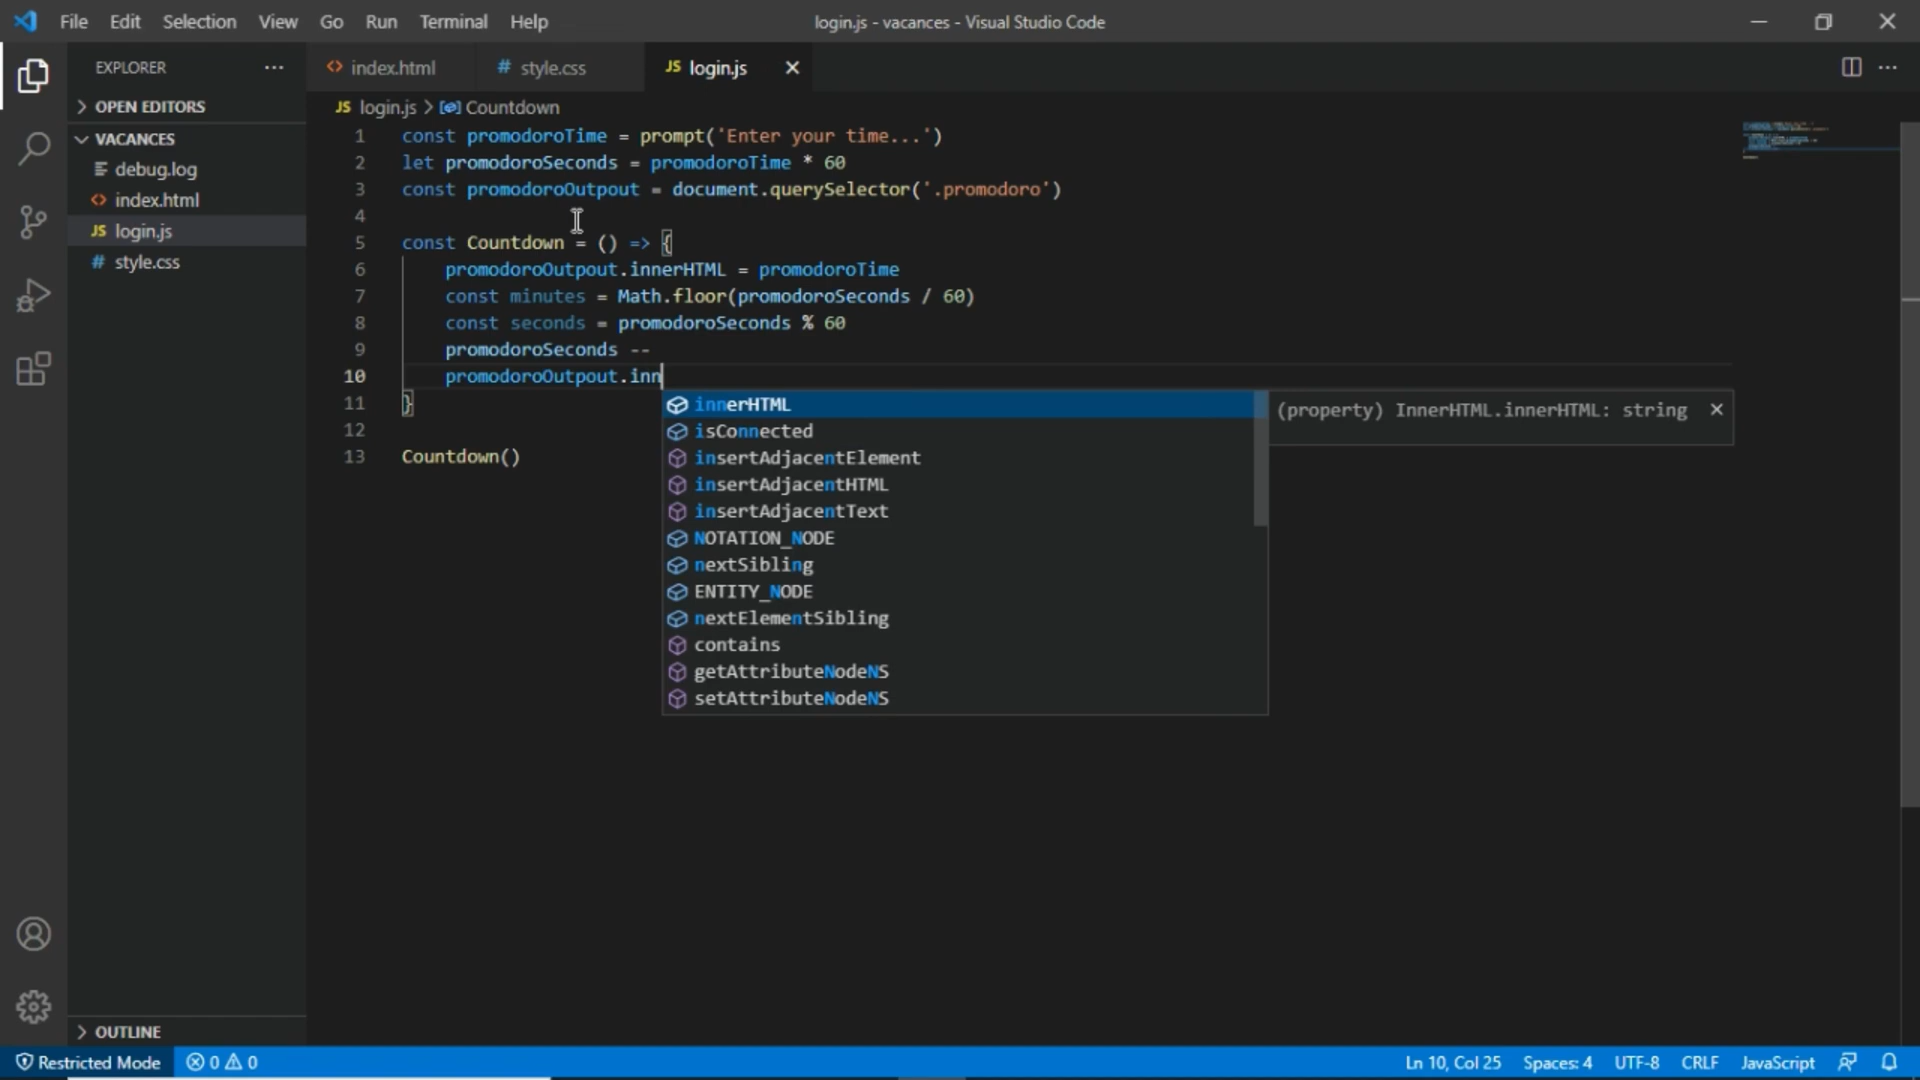 File Edit Selection View Go Run Terminal Help
login.js - vacances - Visual Studio Code
EXPLORER
index.html
style.css
login.js
OPEN EDITORS
VACANCES
debug.log
index.html
login.js
style.css
login.js > Countdown
1 const promodoroTime = prompt('Enter your time...')
2 let promodoroSeconds = promodoroTime * 60
3 const promodoroOutpout = document.querySelector('.promodoro')
4
5 const Countdown = () => {
6 promodoroOutpout.innerHTML = promodoroTime
7 const minutes = Math.floor(promodoroSeconds / 60)
8 const seconds = promodoroSeconds % 60
9 promodoroSeconds --
10 promodoroOutpout.inn
11 }
12
13 Countdown()
innerHTML
isConnected
insertAdjacentElement
insertAdjacentHTML
insertAdjacentText
NOTATION_NODE
nextSibling
ENTITY_NODE
nextElementSibling
contains
getAttributeNodeNS
setAttributeNodeNS
(property) InnerHTML.innerHTML: string
OUTLINE
Restricted Mode
0 0
Ln 10, Col 25
Spaces: 4
UTF-8
CRLF
JavaScript